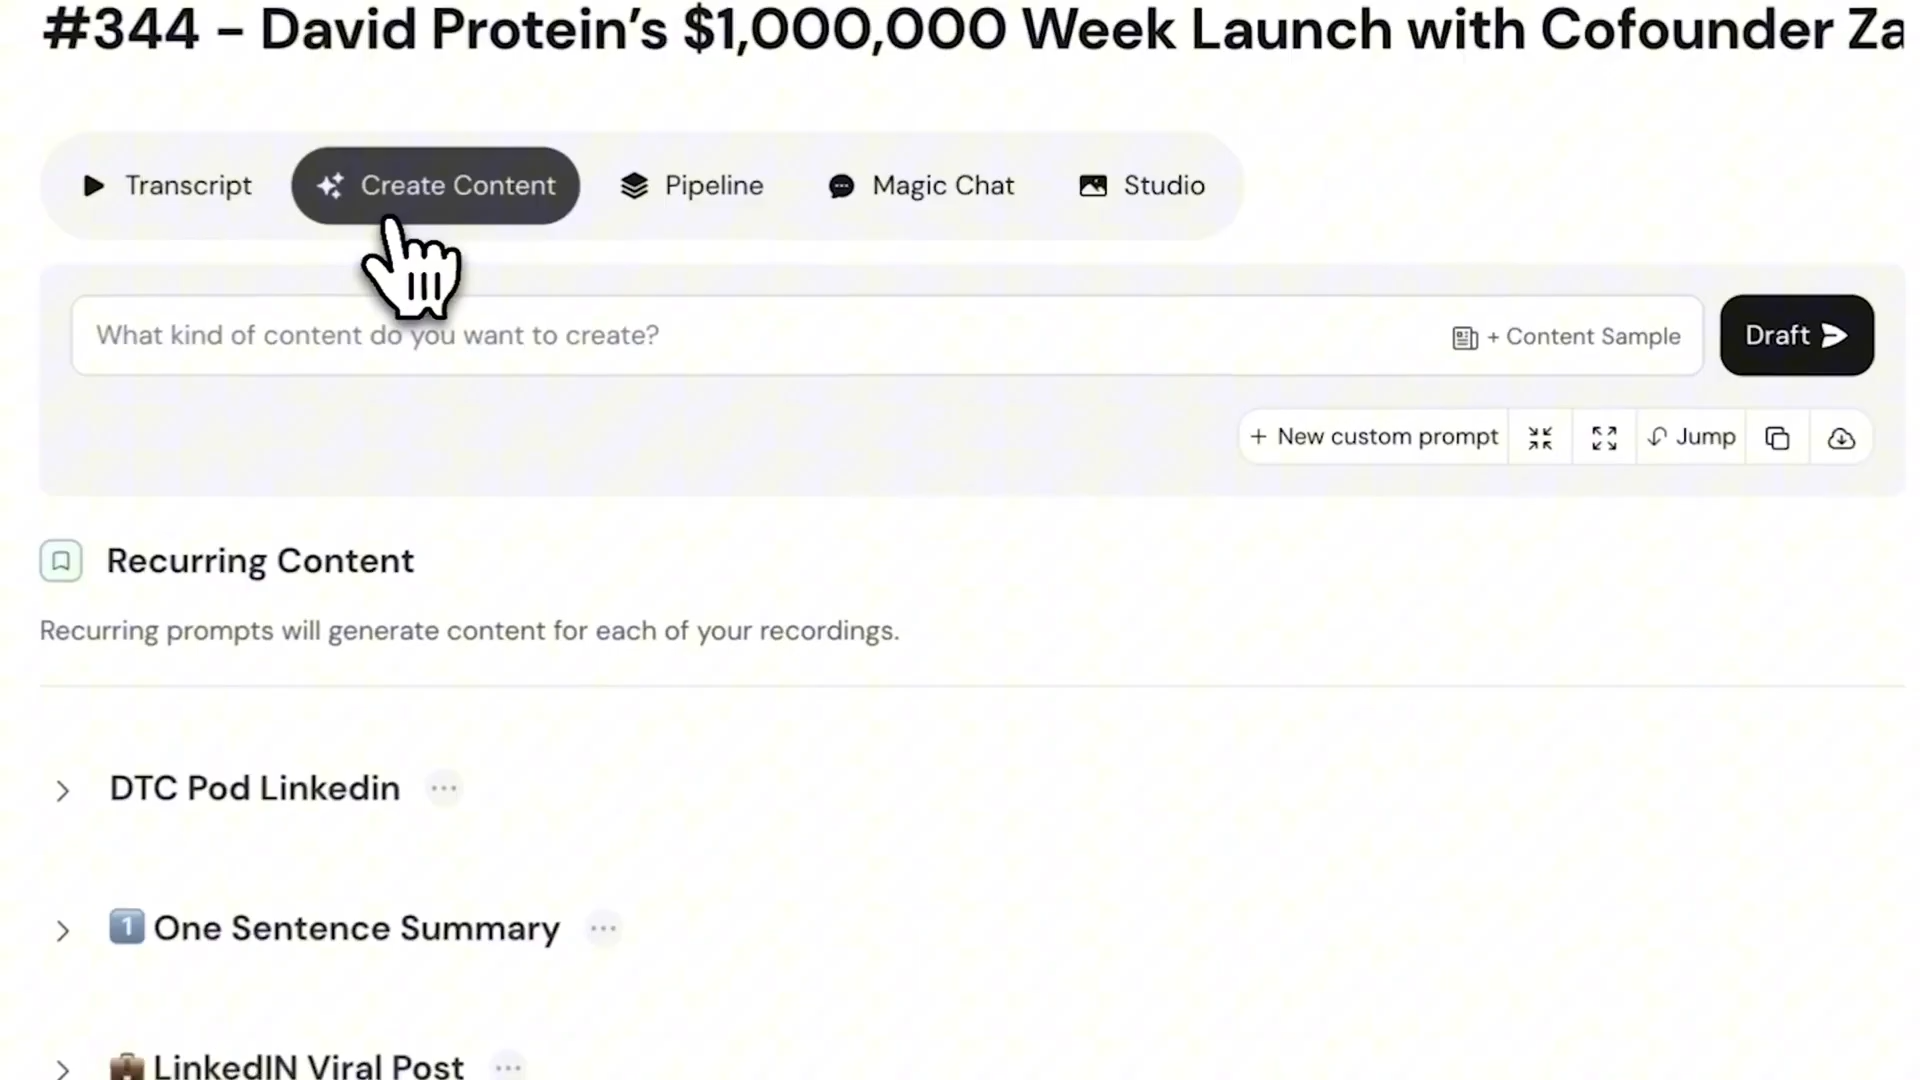 #344 – David Protein's $1,000,000 Week Launch with Cofounder Za
Transcript
Create Content
Pipeline
Magic Chat
Studio
What kind of content do you want to create?
+ Content Sample
Draft
+ New custom prompt
Jump
Recurring Content
Recurring prompts will generate content for each of your recordings.
DTC Pod Linkedin
1 One Sentence Summary
LinkedIN Viral Post